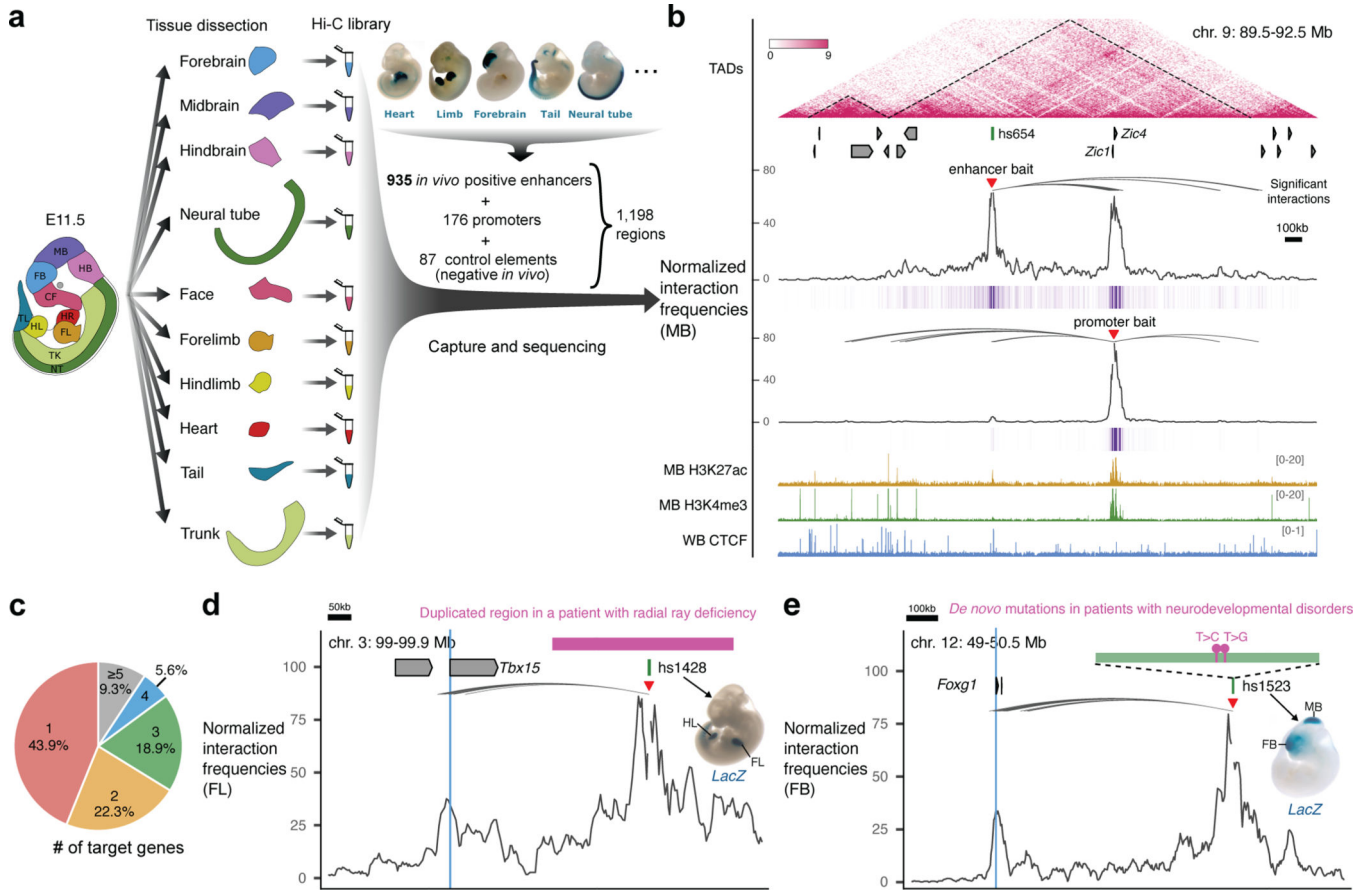 a
Tissue dissection
Hi-C library
Forebrain
Midbrain
Hindbrain
Neural tube
Face
Forelimb
Hindlimb
Heart
Tail
Trunk
E11.5
MB
FB
HB
CF
TL
HR
HL
FL
TK
NT
...
Heart
Limb
Forebrain
Tail
Neural tube
935 in vivo positive enhancers
+
176 promoters
+
87 control elements
(negative in vivo)
1,198
regions
Capture and sequencing
b
chr. 9: 89.5-92.5 Mb
0
9
TADs
hs654
Zic4
Zic1
80
enhancer bait
Significant
interactions
100kb
40
0
Normalized
interaction
frequencies
(MB)
promoter bait
80
40
0
MB H3K27ac
[0-20]
MB H3K4me3
[0-20]
WB CTCF
[0-1]
c
≥5
9.3%
5.6%
4
3
18.9%
2
22.3%
1
43.9%
# of target genes
d
50kb
Duplicated region in a patient with radial ray deficiency
chr. 3: 99-99.9 Mb
100
75
50
25
0
Tbx15
hs1428
HL
FL
LacZ
Normalized
interaction
frequencies
(FL)
e
100kb
De novo mutations in patients with neurodevelopmental disorders
T>C T>G
chr. 12: 49-50.5 Mb
100
75
50
25
0
Foxg1
hs1523
MB
FB
LacZ
Normalized
interaction
frequencies
(FB)